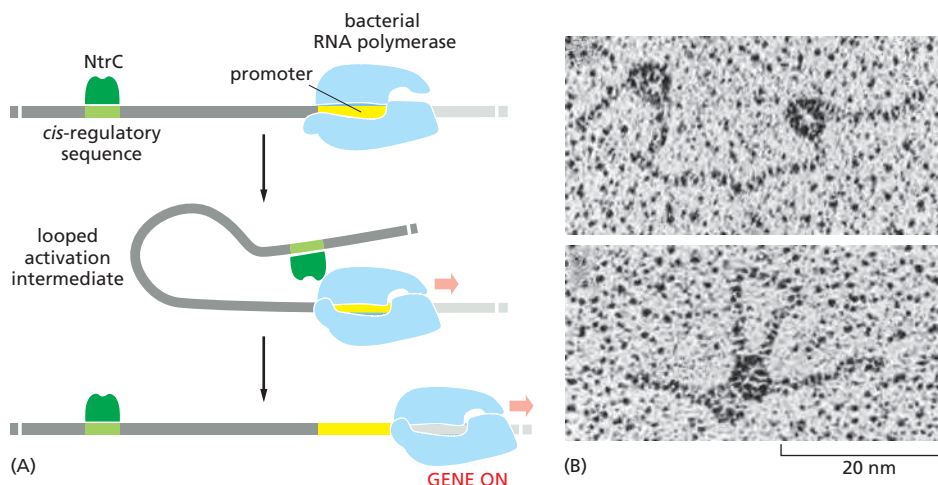 bacterial
RNA polymerase
NtrC
promoter
cis-regulatory
sequence
looped
activation
intermediate
(A)
GENE ON
(B)
20 nm